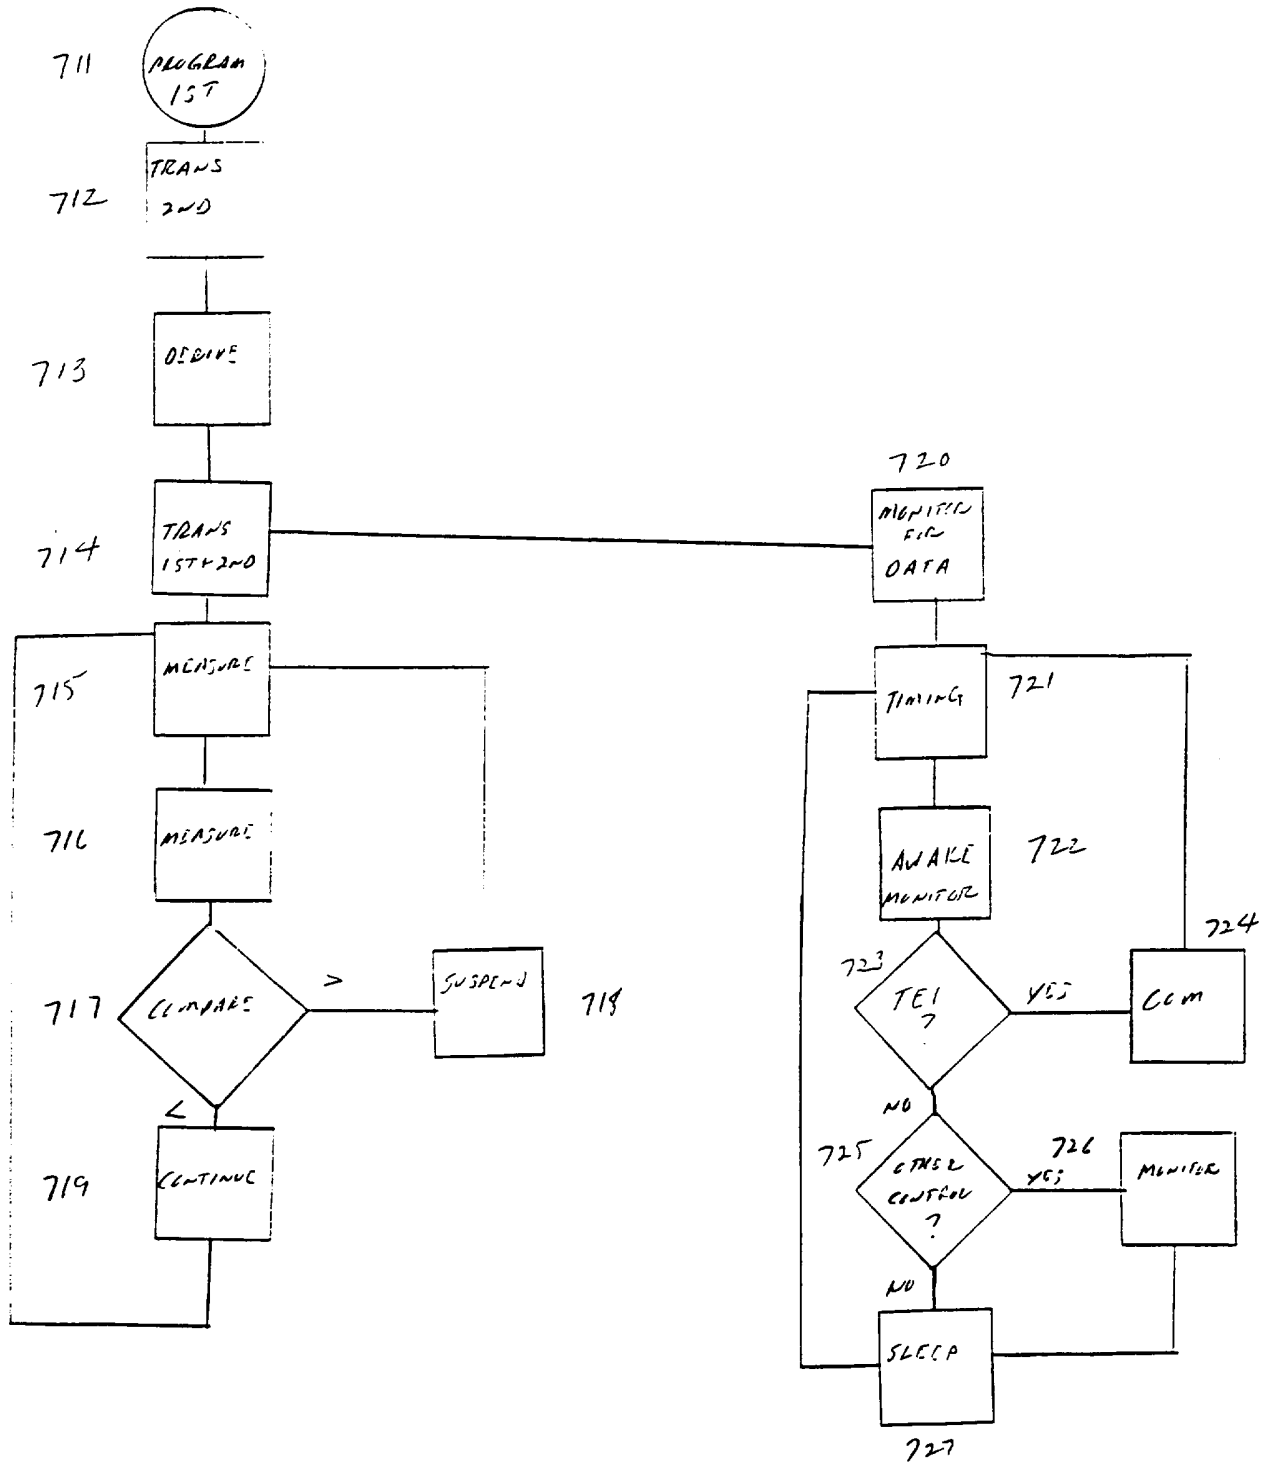 711
PROGRAM
1ST
712
TRANS
2ND
713
DERIVE
714
TRANS
1ST+2ND
715
MEASURE
716
MEASURE
717
COMPARE
>
SUSPEND
718
<
719
CONTINUE
720
MONITOR
FOR
DATA
TIMING
721
AWAKE
MONITOR
722
723
TEI
?
YES
724
COM
NO
725
OTHER
CONTROL
?
726
YES
MONITOR
NO
SLEEP
727